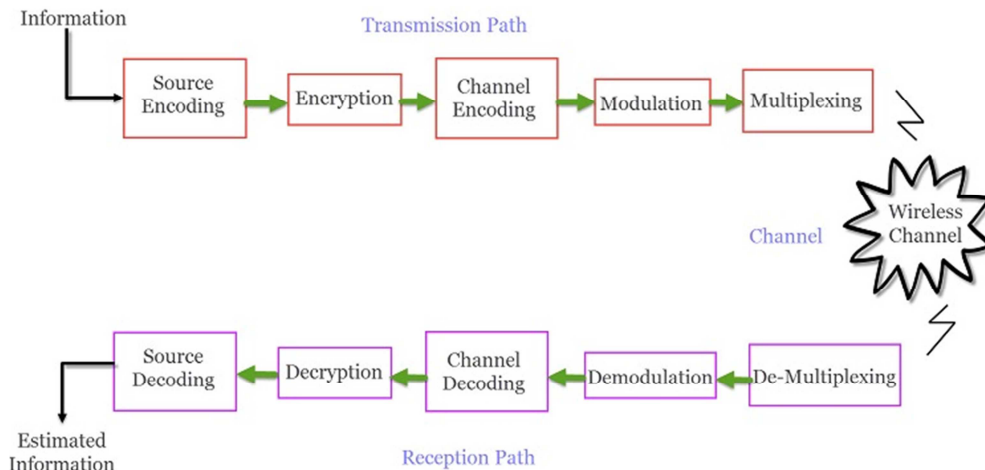 Information
Transmission Path
Source
Encoding
Encryption
Channel
Encoding
Modulation
Multiplexing
Wireless
Channel
Channel
Source
Decoding
Decryption
Channel
Decoding
Demodulation
De-Multiplexing
Estimated
Information
Reception Path